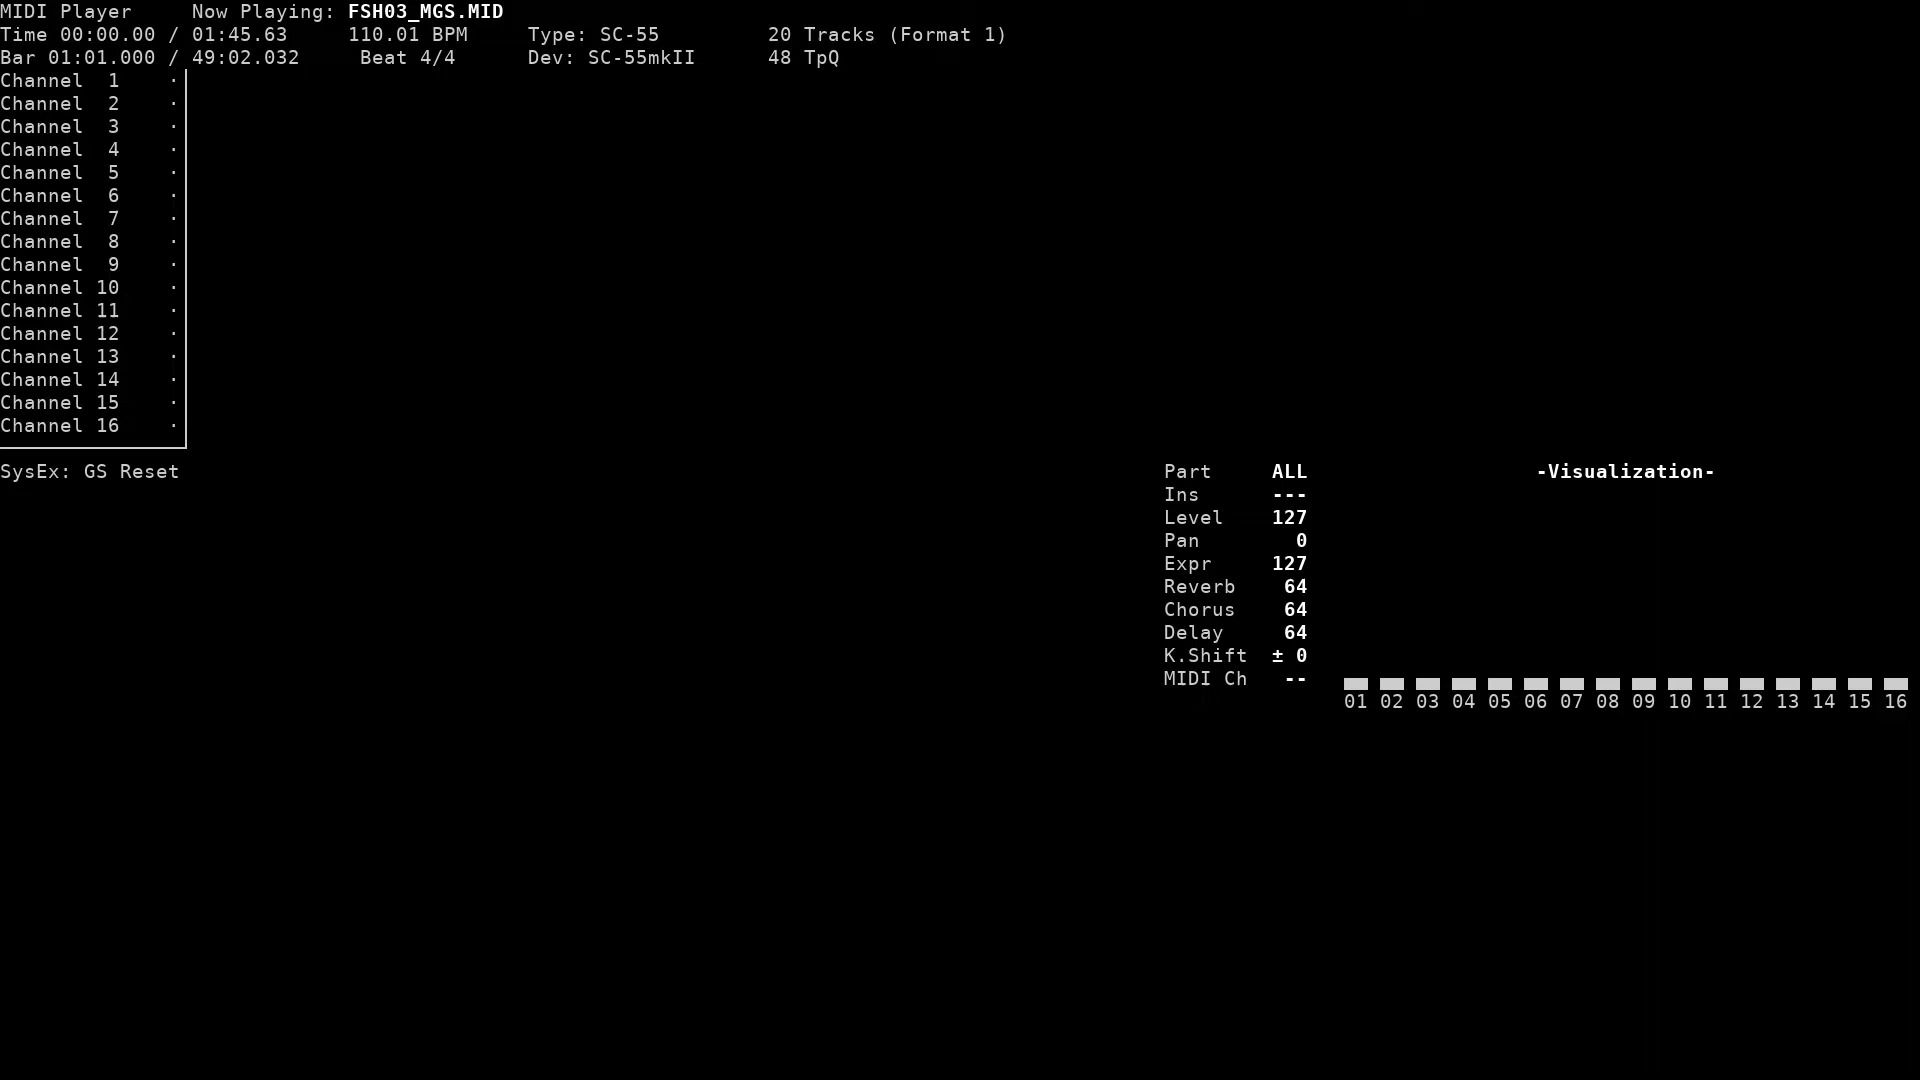 MIDI Player     Now Playing: FSH03_MGS.MID
Time 00:00.00 / 01:45.63     110.01 BPM     Type: SC-55         20 Tracks (Format 1)
Bar 01:01.000 / 49:02.032     Beat 4/4      Dev: SC-55mkII      48 TpQ
Channel  1    ·
Channel  2    ·
Channel  3    ·
Channel  4    ·
Channel  5    ·
Channel  6    ·
Channel  7    ·
Channel  8    ·
Channel  9    ·
Channel 10    ·
Channel 11    ·
Channel 12    ·
Channel 13    ·
Channel 14    ·
Channel 15    ·
Channel 16    ·
SysEx: GS Reset
Part     ALL
Ins      ---
Level    127
Pan        0
Expr     127
Reverb    64
Chorus    64
Delay     64
K.Shift  ± 0
MIDI Ch   --
-Visualization-
01 02 03 04 05 06 07 08 09 10 11 12 13 14 15 16